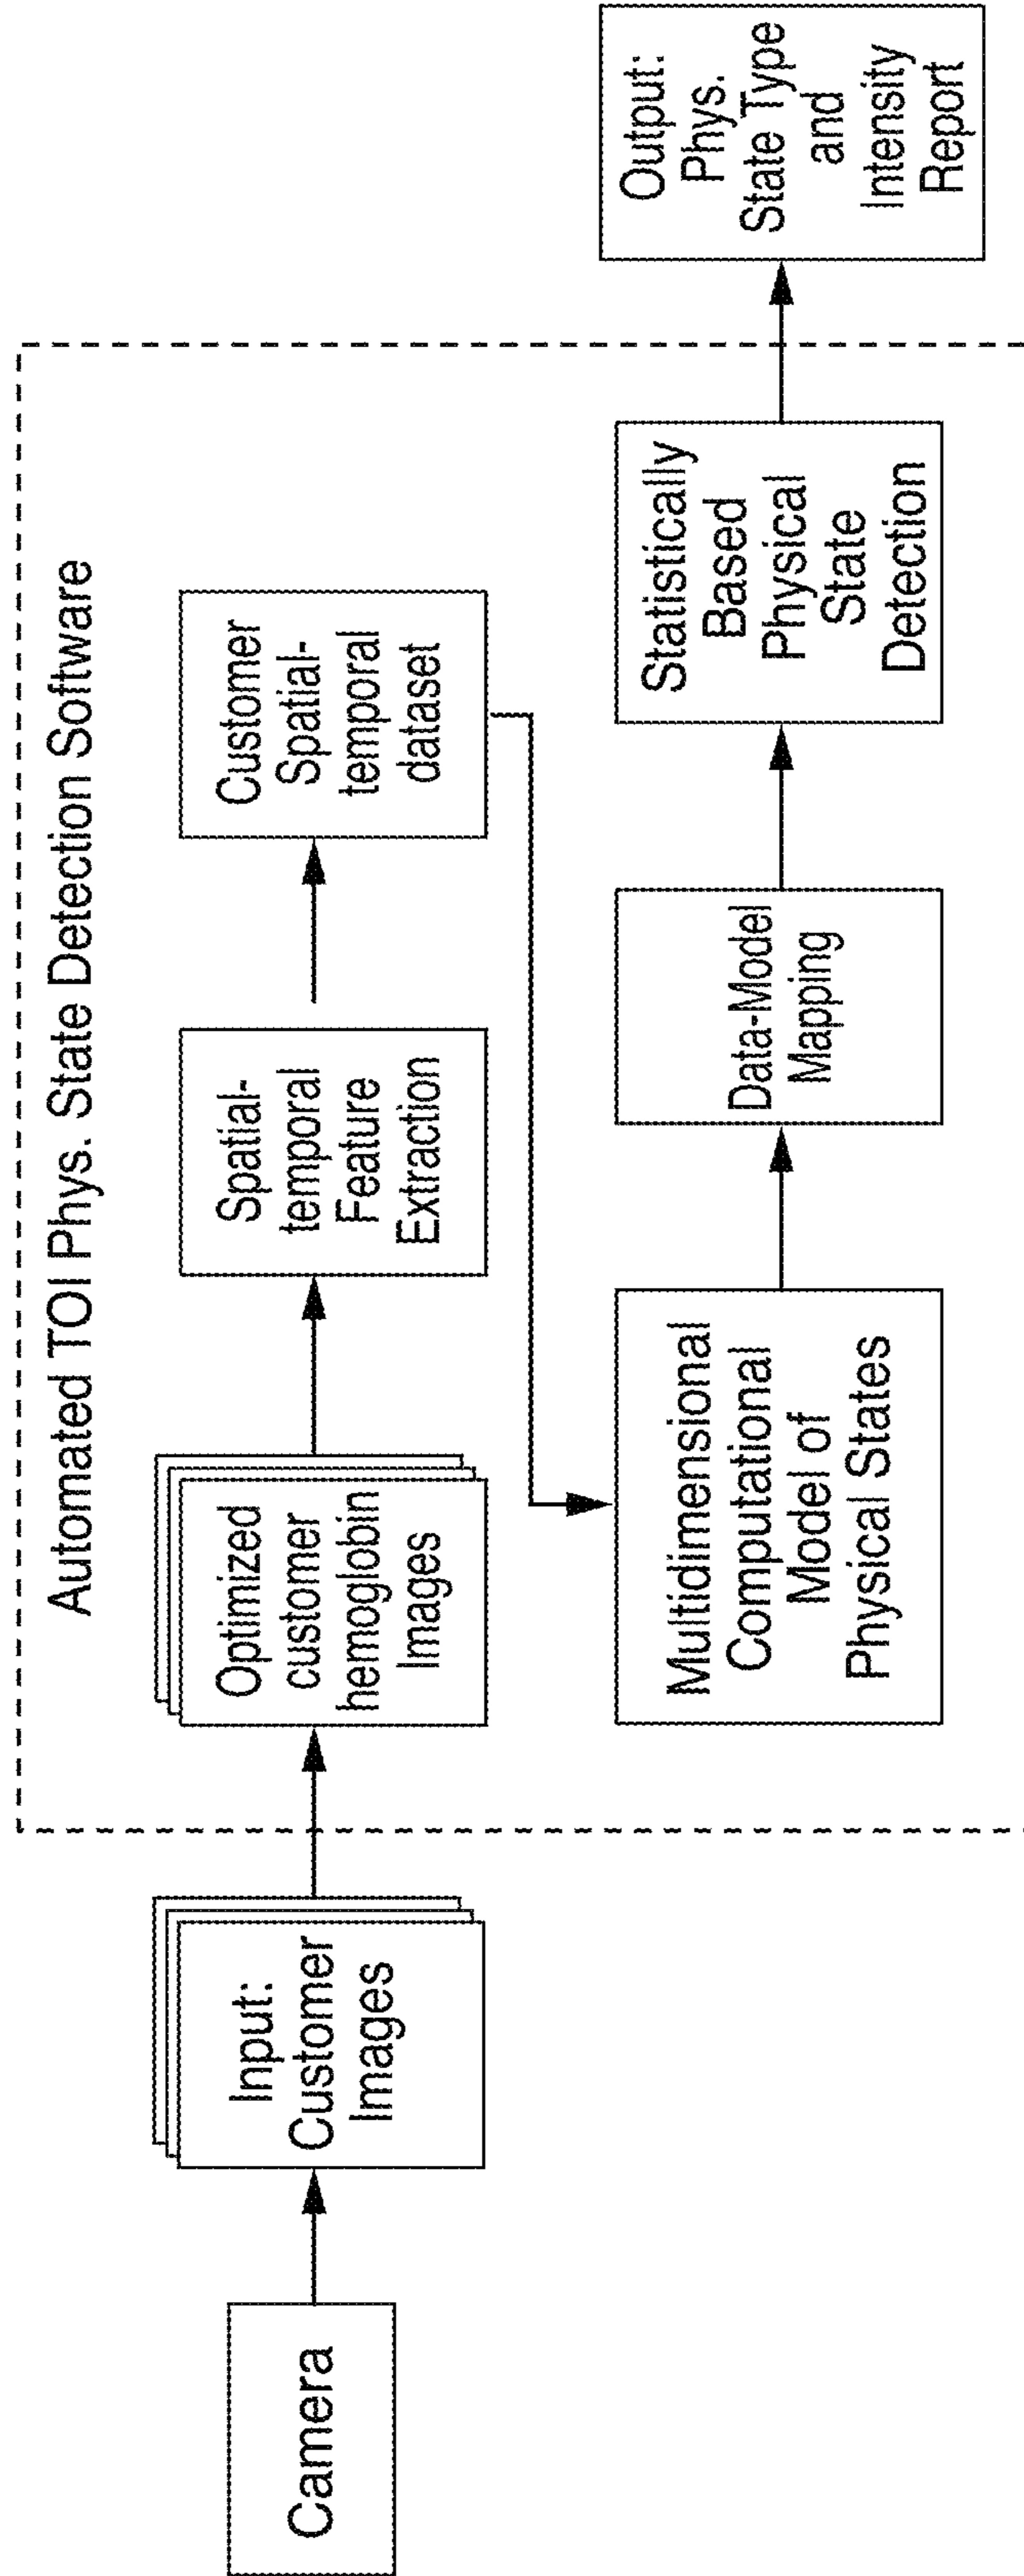 Automated TOI Phys. State Detection Software
Camera
Input:
Customer
Images
Optimized
customer
hemoglobin
Images
Spatial-
temporal
Feature
Extraction
Customer
Spatial-
temporal
dataset
Multidimensional
Computational
Model of
Physical States
Data-Model
Mapping
Statistically
Based
Physical
State
Detection
Output:
Phys.
State Type
and
Intensity
Report